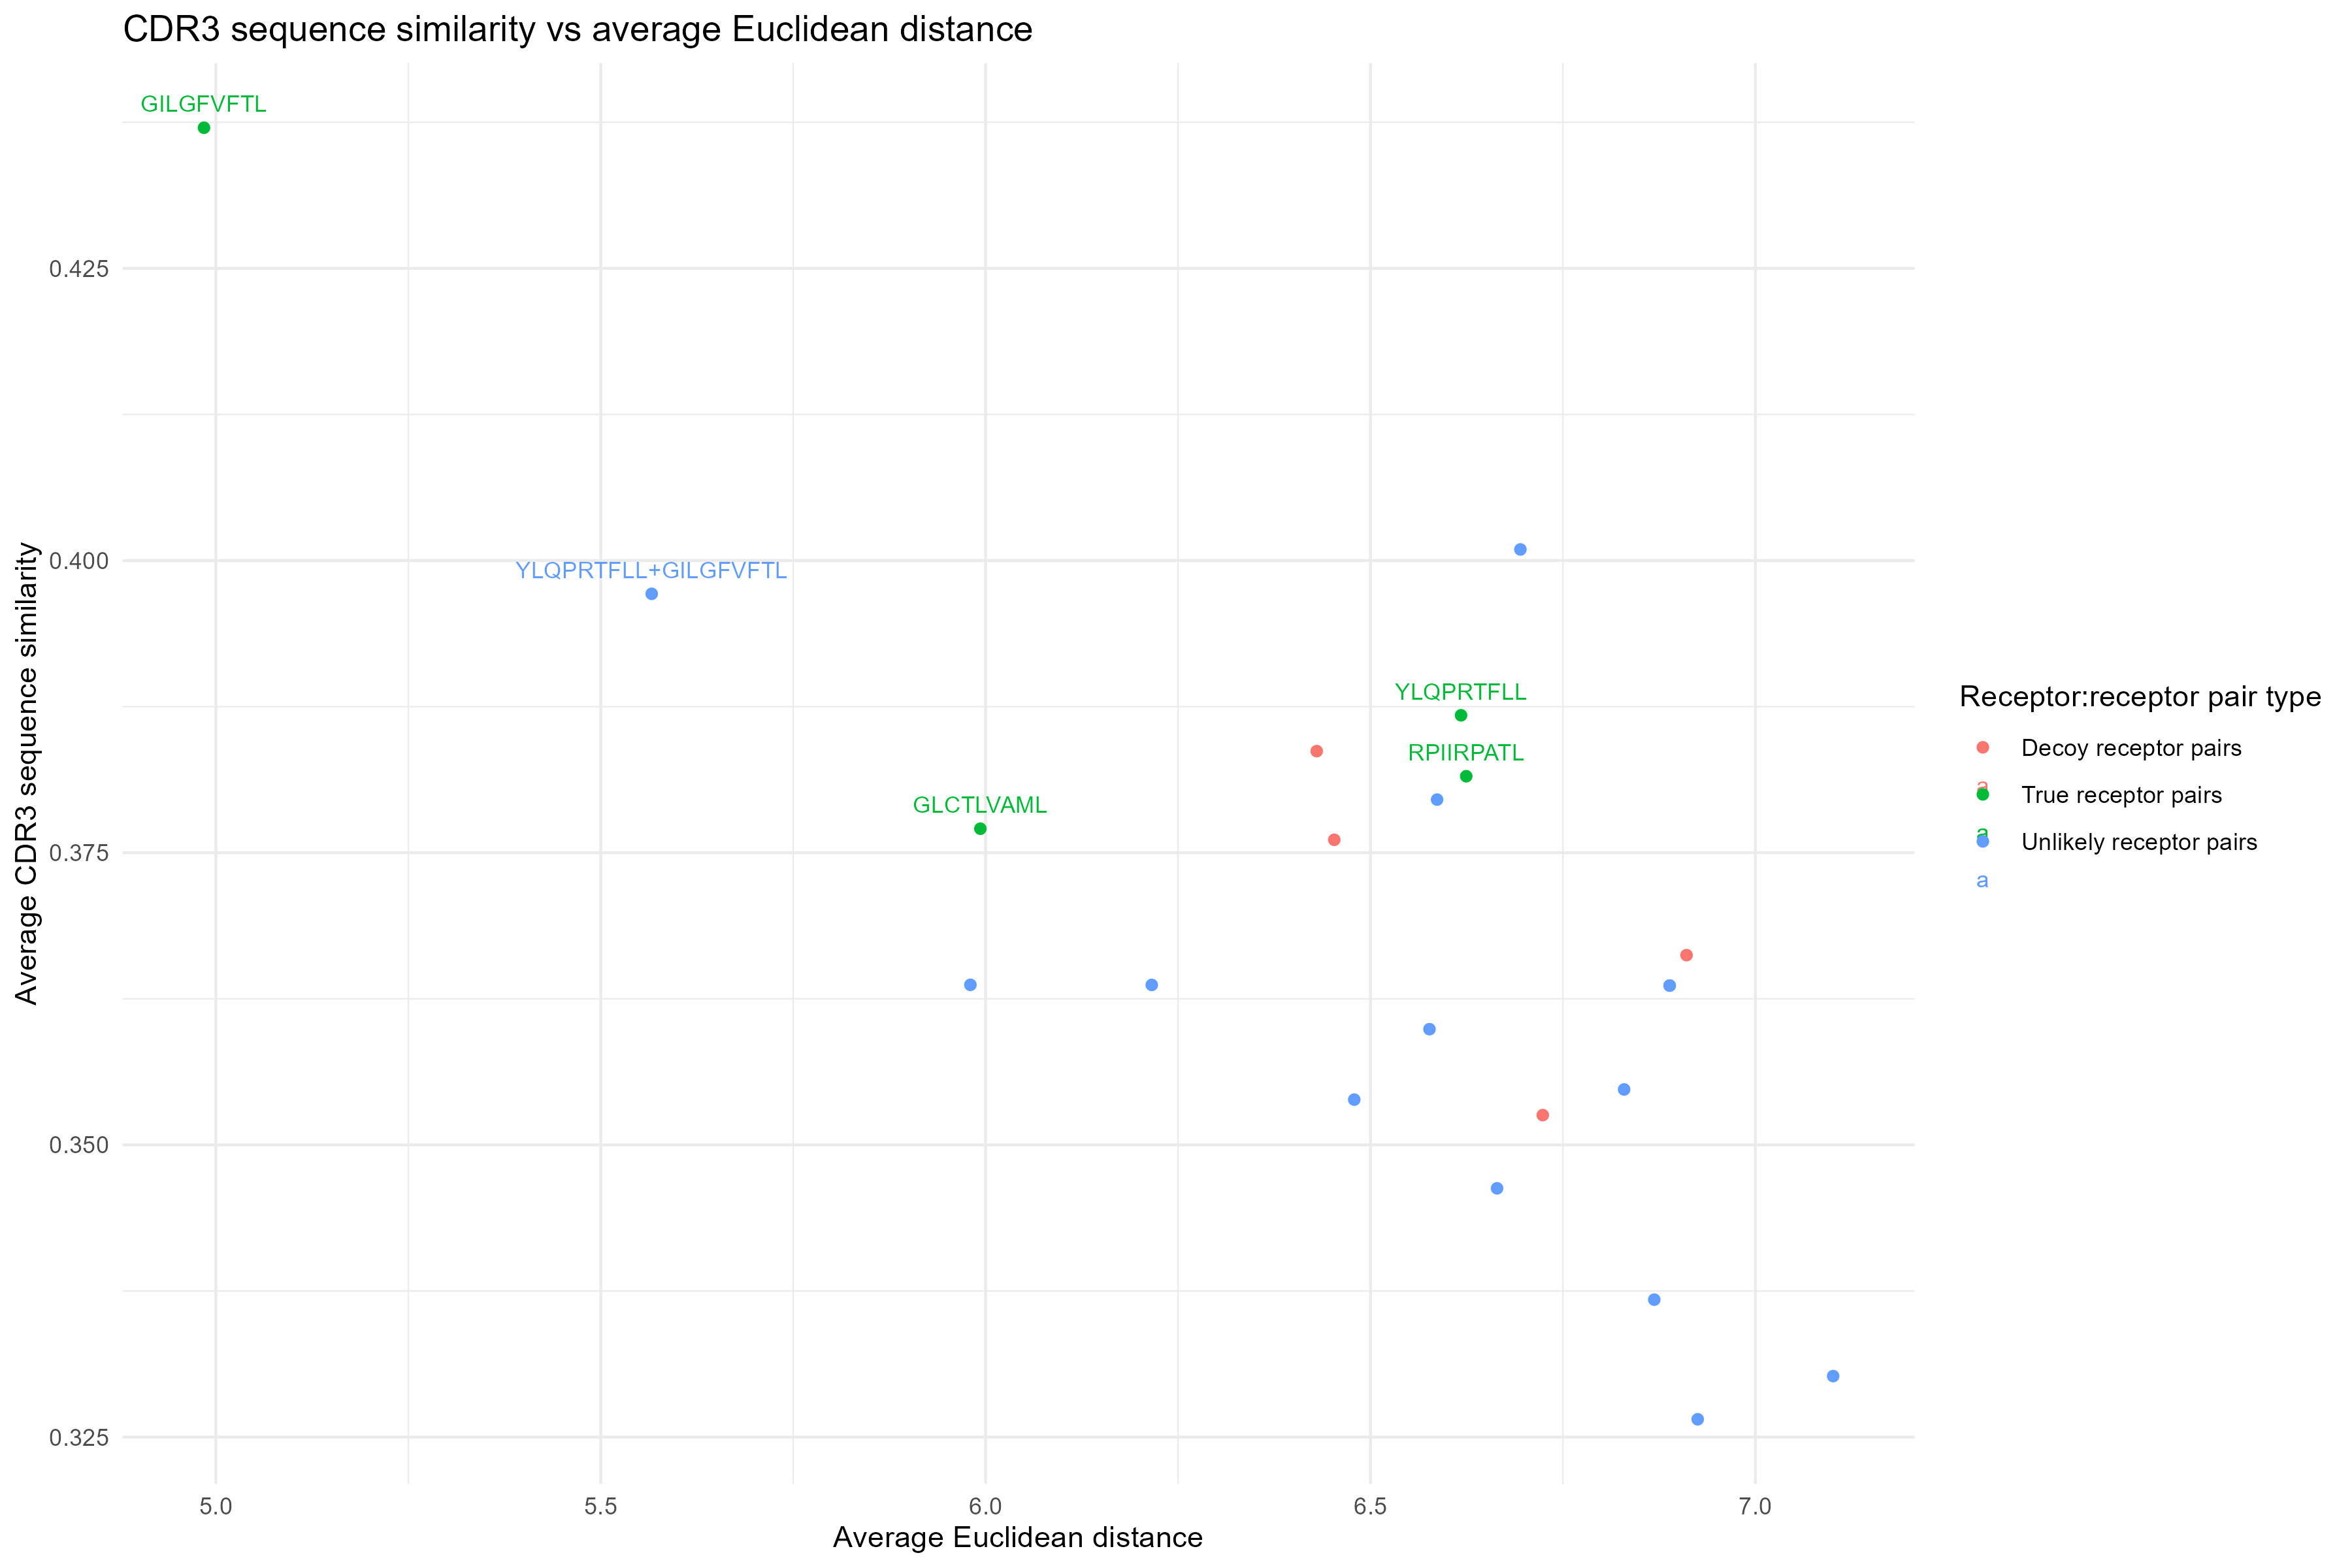 CDR3 sequence similarity vs average Euclidean distance
GILGFVFTL
0.425
0.400
YLQPRTFLL+GILGFVFTL
YLQPRTFLL
RPIIRPATL
GLCTLVAML
0.375
0.350
0.325
Average CDR3 sequence similarity
5.0
5.5
6.0
6.5
7.0
Average Euclidean distance
Receptor:receptor pair type
Decoy receptor pairs
a
True receptor pairs
a
Unlikely receptor pairs
a